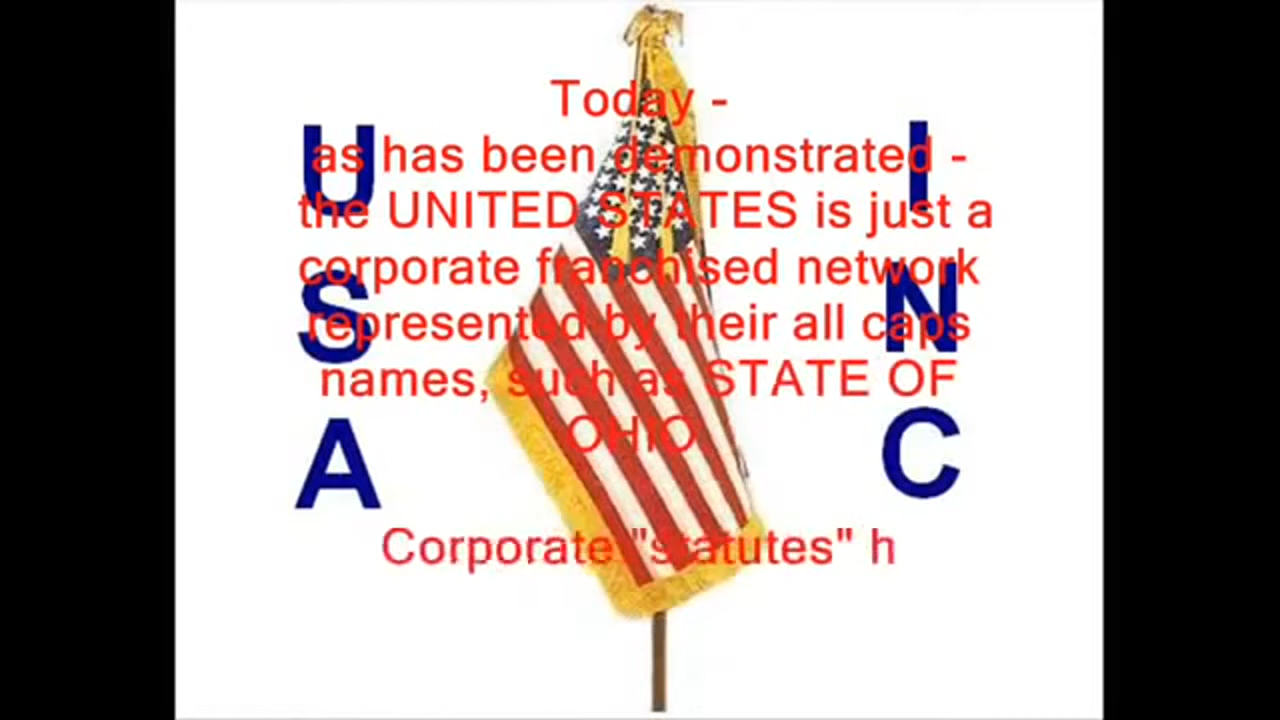 Today -
as has been demonstrated -
the UNITED STATES is just a
corporate franchised network
represented by their all caps
names, such as STATE OF
OHIO.
Corporate "statutes" h
U
S
A
I
N
C